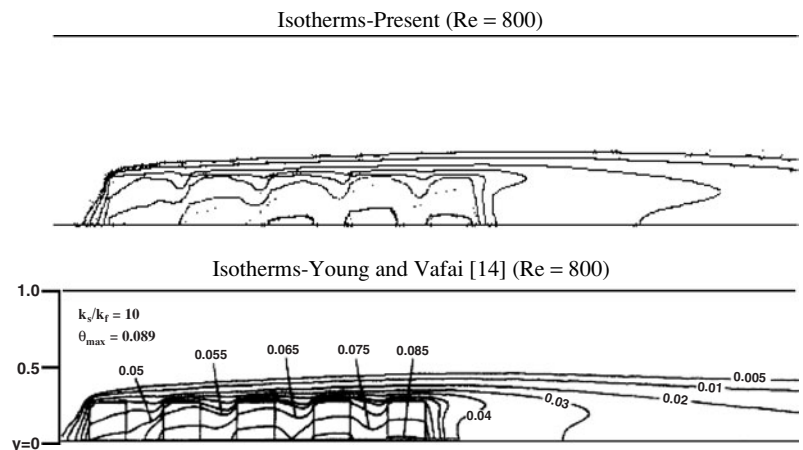 Isotherms-Present (Re = 800)
Isotherms-Young and Vafai [14] (Re = 800)
1.0
kₛ/k_f = 10
θₘₐₓ = 0.089
0.05
0.055
0.065
0.075
0.085
0.5
0.005
0.01
0.02
0.03
0.04
y=0